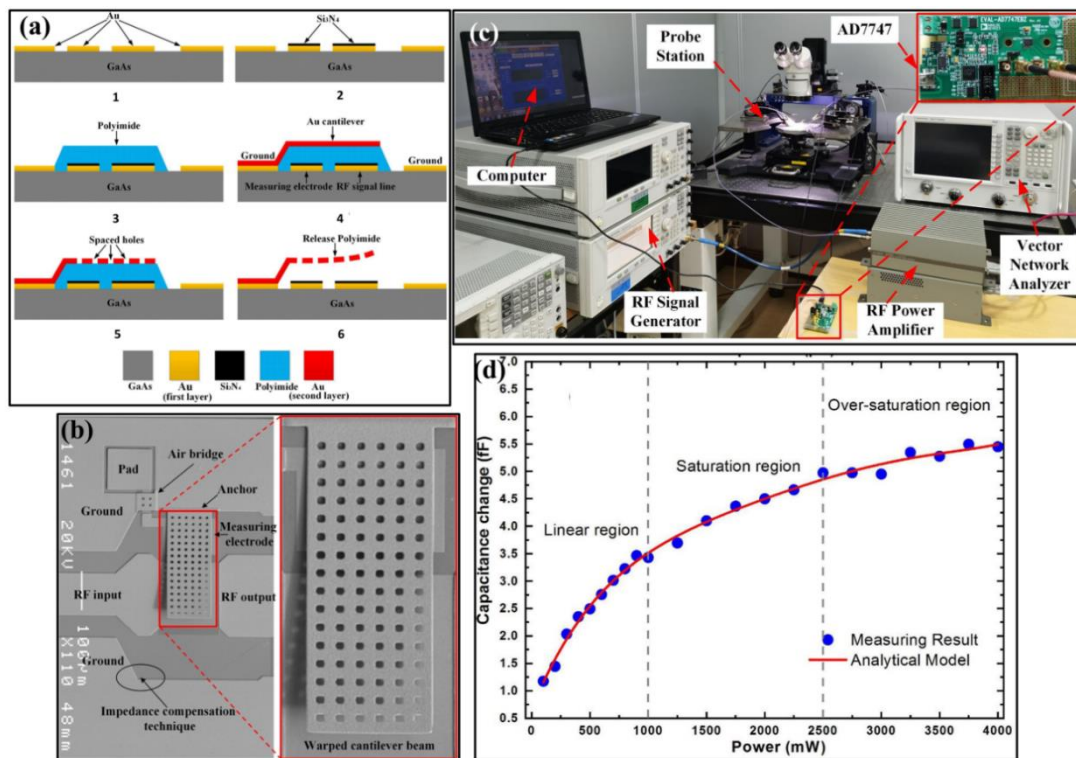 (a)
Au
GaAs
1
Si₃N₄
GaAs
2
Polyimide
GaAs
3
Au cantilever
Ground
Ground
Measuring electrode RF signal line
GaAs
4
Spaced holes
GaAs
5
Release Polyimide
GaAs
6
GaAs
Au
(first layer)
Si₃N₄
Polyimide
Au
(second layer)
(b)
1461 20KV 100μm X110 48mm
Pad
Air bridge
Ground
Anchor
Measuring
electrode
RF input
RF output
Ground
Impedance compensation
technique
Warped cantilever beam
(c)
Probe
Station
AD7747
EVAL-AD7747EBZ
Computer
RF Signal
Generator
RF Power
Amplifier
Vector
Network
Analyzer
(d)
Capacitance change (fF)
7.0
6.5
6.0
5.5
5.0
4.5
4.0
3.5
3.0
2.5
2.0
1.5
1.0
0.5
Linear region
Saturation region
Over-saturation region
Measuring Result
Analytical Model
0 500 1000 1500 2000 2500 3000 3500 4000
Power (mW)